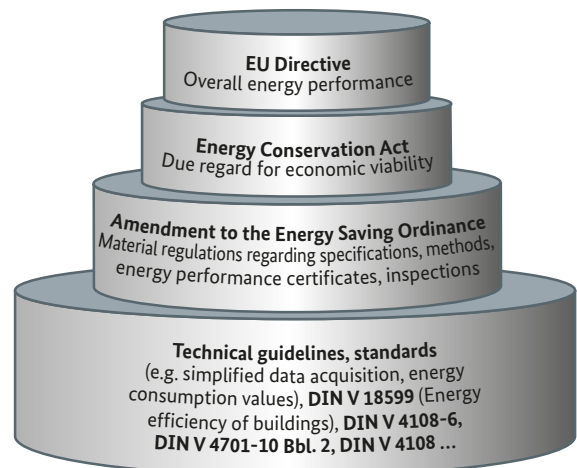 EU Directive
Overall energy performance
Energy Conservation Act
Due regard for economic viability
Amendment to the Energy Saving Ordinance
Material regulations regarding specifications, methods,
energy performance certificates, inspections
Technical guidelines, standards
(e.g. simplified data acquisition, energy
consumption values), DIN V 18599 (Energy
efficiency of buildings), DIN V 4108-6,
DIN V 4701-10 Bbl. 2, DIN V 4108 ...